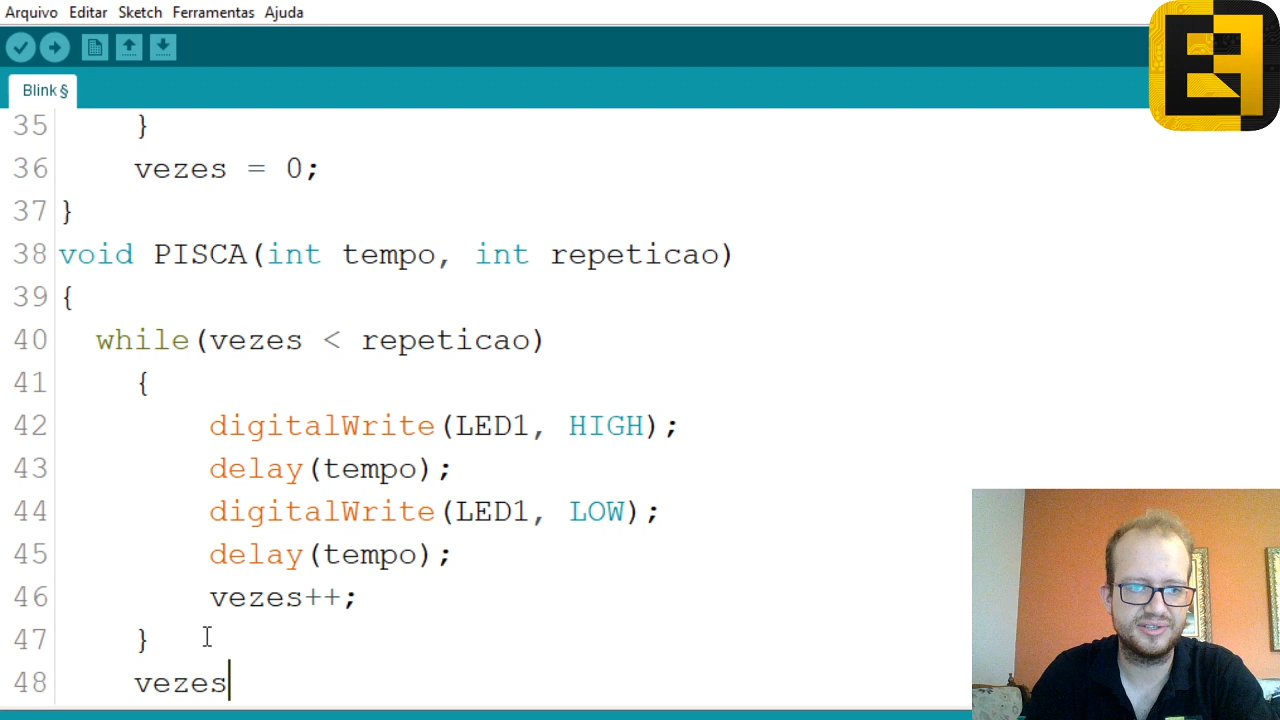 Arquivo Editar Sketch Ferramentas Ajuda
Blink §
35 }
36 vezes = 0;
37 }
38 void PISCA(int tempo, int repeticao)
39 {
40 while(vezes < repeticao)
41 {
42 digitalWrite(LED1, HIGH);
43 delay(tempo);
44 digitalWrite(LED1, LOW);
45 delay(tempo);
46 vezes++;
47 }
48 vezes